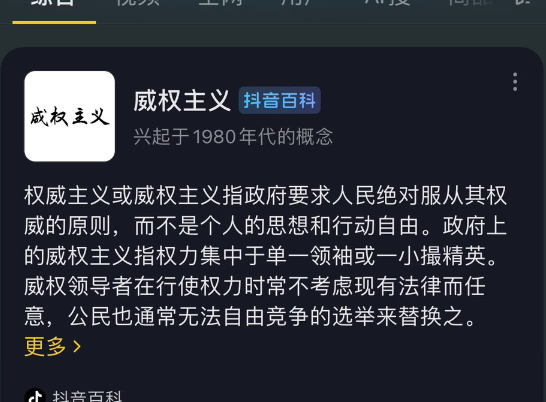 综合 视频 全网 用户 AI搜 商品
威权主义 抖音百科
威权主义
兴起于1980年代的概念
权威主义或威权主义指政府要求人民绝对服从其权
威的原则，而不是个人的思想和行动自由。政府上
的威权主义指权力集中于单一领袖或一小撮精英。
威权领导者在行使权力时常不考虑现有法律而任
意，公民也通常无法自由竞争的选举来替换之。
更多
抖音百科